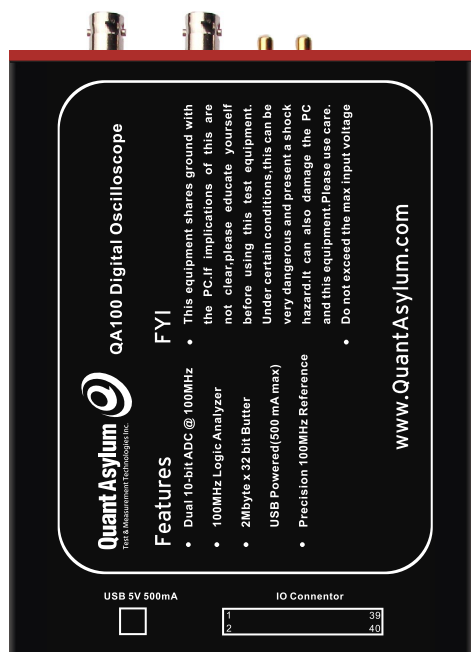 Quant Asylum
Test & Measurement Technologies Inc.
QA100 Digital Oscilloscope
Features
• Dual 10-bit ADC @ 100MHz
• 100MHz Logic Analyzer
• 2Mbyte x 32 bit Butter
USB Powered(500 mA max)
• Precision 100MHz Reference
FYI
• This equipment shares ground with
the PC.If implications of this are
not clear,please educate yourself
before using this test equipment.
Under certain conditions,this can be
very dangerous and present a shock
hazard.It can also damage the PC
and this equipment.Please use care.
• Do not exceed the max input voltage
www.QuantAsylum.com
USB 5V 500mA
IO Connentor
1 39
2 40